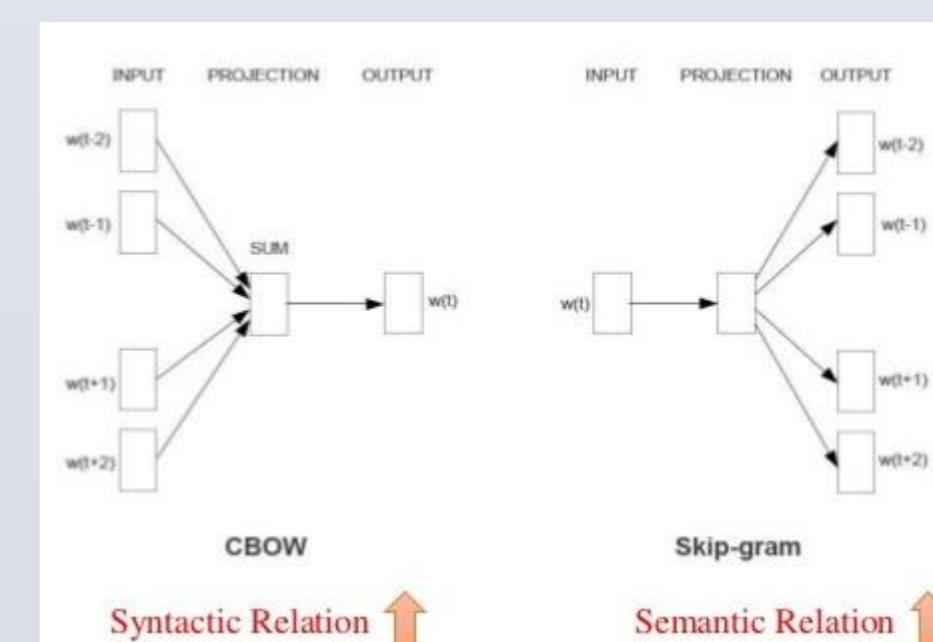 INPUT PROJECTION OUTPUT
w(t-2)
w(t-1)
SUM
w(t)
w(t+1)
w(t+2)
CBOW
Syntactic Relation
INPUT PROJECTION OUTPUT
w(t-2)
w(t-1)
w(t)
w(t+1)
w(t+2)
Skip-gram
Semantic Relation